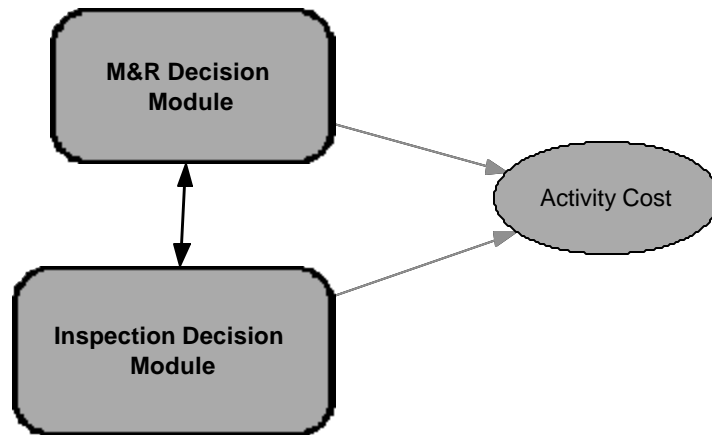 M&R Decision
Module
Activity Cost
Inspection Decision
Module